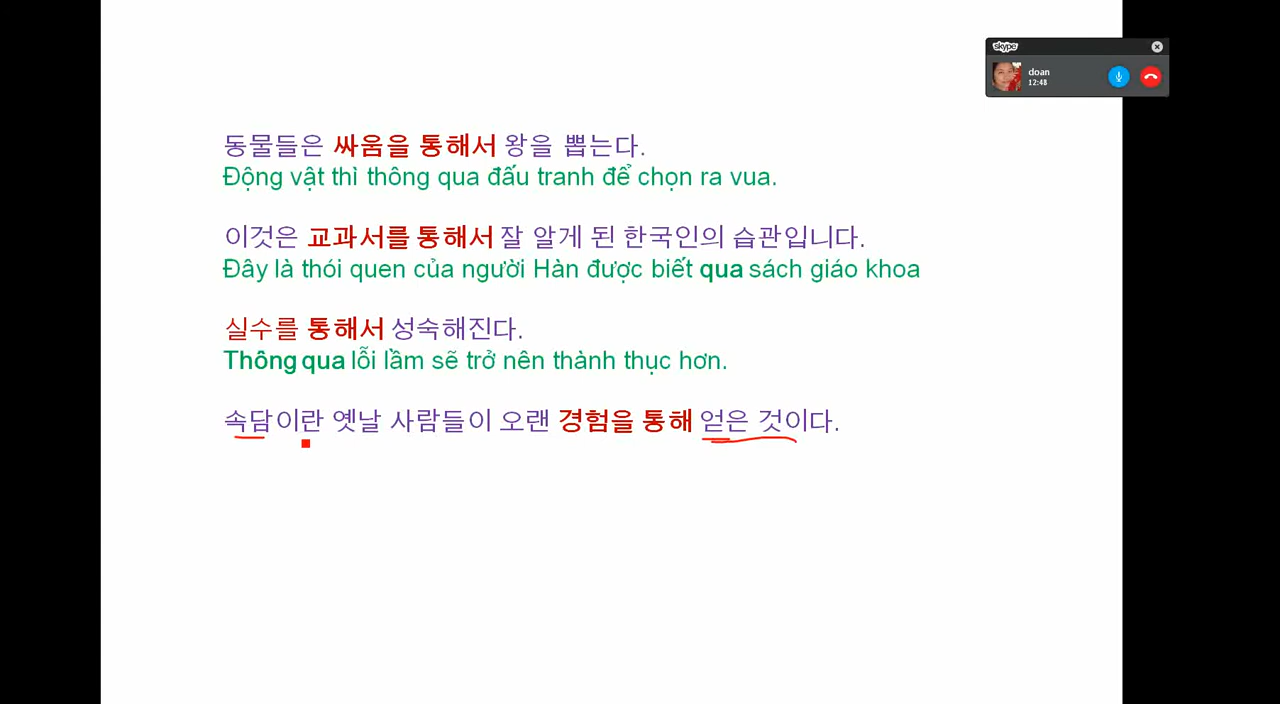 skype
doan
12:48
동물들은 싸움을 통해서 왕을 뽑는다.
Động vật thì thông qua đấu tranh để chọn ra vua.
이것은 교과서를 통해서 잘 알게 된 한국인의 습관입니다.
Đây là thói quen của người Hàn được biết qua sách giáo khoa
실수를 통해서 성숙해진다.
Thông qua lỗi lầm sẽ trở nên thành thục hơn.
속담이란 옛날 사람들이 오랜 경험을 통해 얻은 것이다.